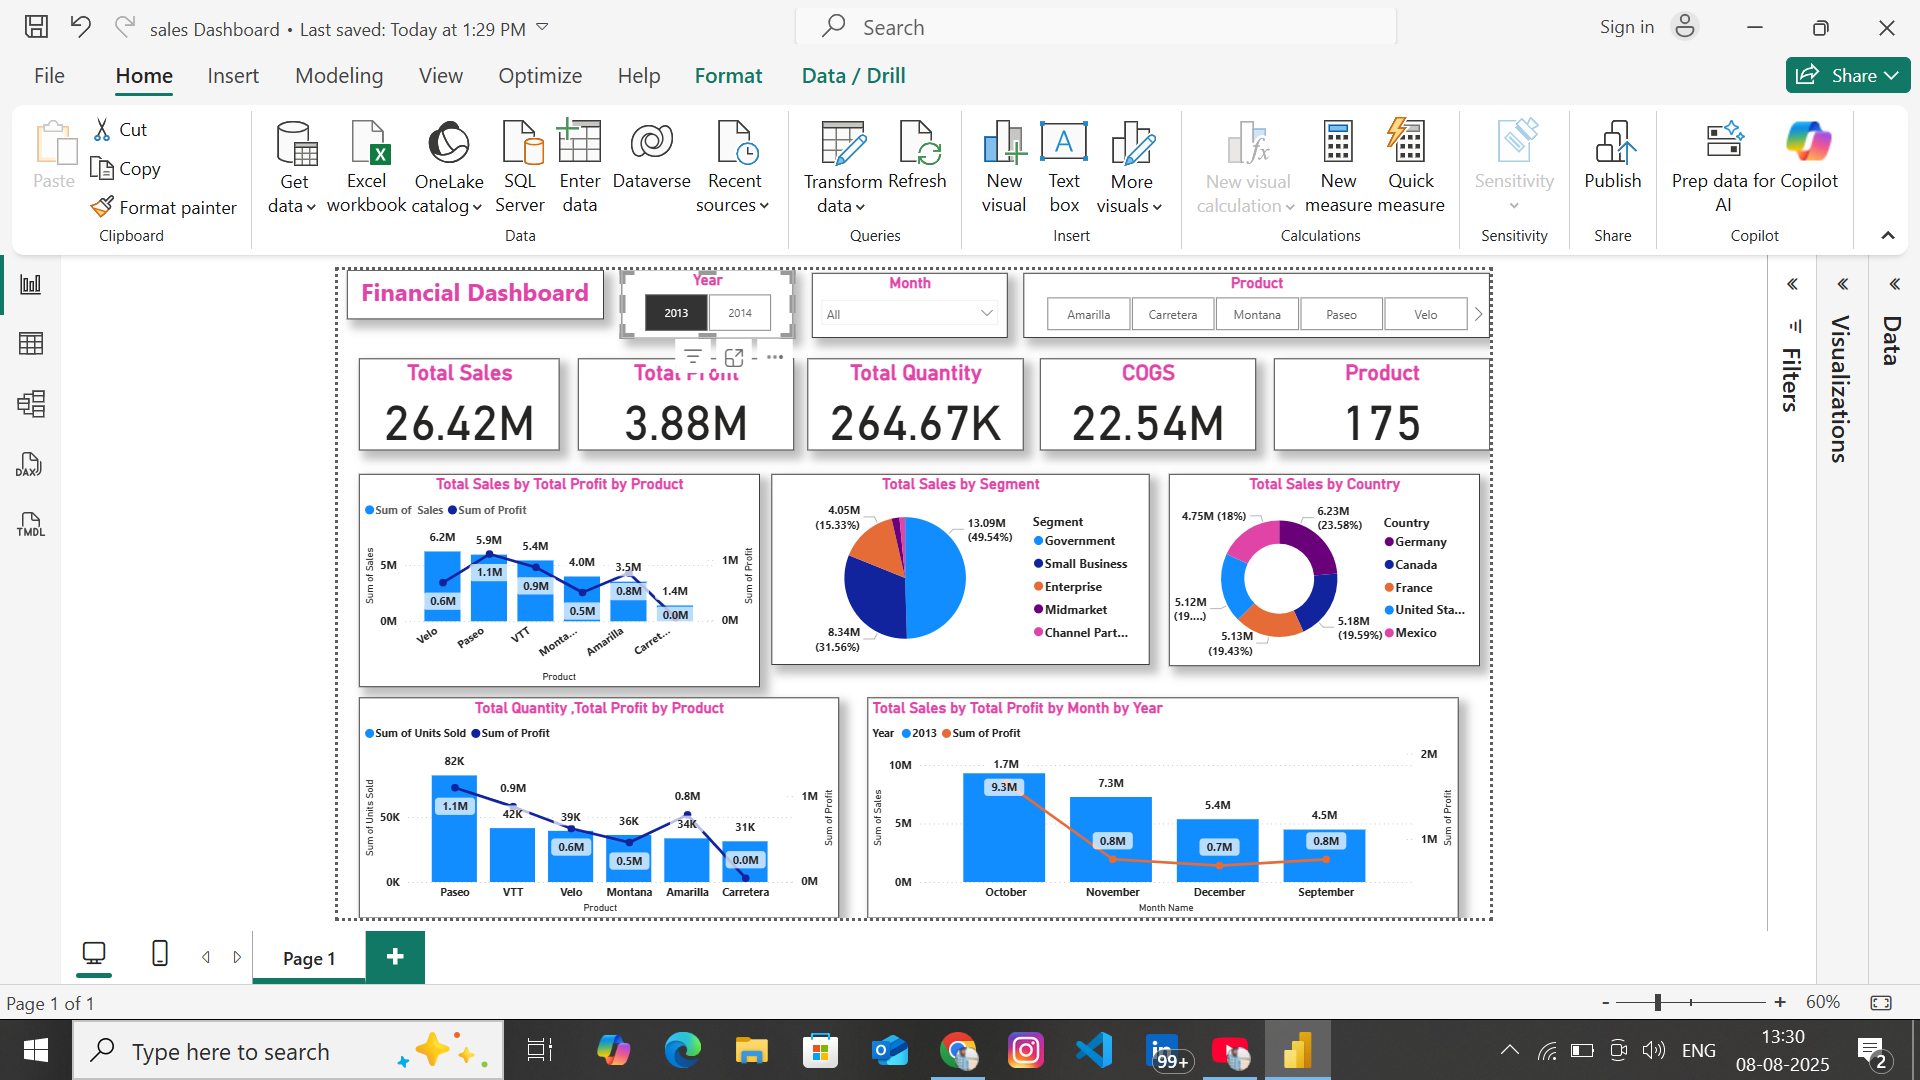 sales Dashboard • Last saved: Today at 1:29 PM
Search
Sign in
File Home Insert Modeling View Optimize Help Format Data / Drill
Share
Paste
Cut
Copy
Format painter
Clipboard
Get data
Excel workbook
OneLake catalog
SQL Server
Enter data
Dataverse
Recent sources
Data
Transform data
Refresh
Queries
New visual
Text box
More visuals
Insert
New visual calculation
New measure
Quick measure
Calculations
Sensitivity
Sensitivity
Publish
Share
Prep data for AI
Copilot
Copilot
DAX
TMDL
Filters
Visualizations
Data
Financial Dashboard
Year
2013 2014
Month
All
Product
Amarilla Carretera Montana Paseo Velo
Total Sales
26.42M
Total Profit
3.88M
Total Quantity
264.67K
COGS
22.54M
Product
175
Total Sales by Total Profit by Product
Sum of Sales Sum of Profit
Sum of Sales
5M
0M
6.2M 5.9M 5.4M 4.0M 3.5M 1.4M
0.6M 1.1M 0.9M 0.5M 0.8M 0.0M
1M
0M
Sum of Profit
Velo Paseo VTT Monta... Amarilla Carret...
Product
Total Sales by Segment
4.05M
(15.33%)
13.09M
(49.54%)
8.34M
(31.56%)
Segment
Government
Small Business
Enterprise
Midmarket
Channel Part...
Total Sales by Country
4.75M (18%)
6.23M
(23.58%)
5.12M
(19....)
5.13M
(19.43%)
5.18M
(19.59%)
Country
Germany
Canada
France
United Sta...
Mexico
Total Quantity ,Total Profit by Product
Sum of Units Sold Sum of Profit
Sum of Units Sold
50K
0K
82K 42K 39K 36K 34K 31K
1.1M 0.9M 0.6M 0.5M 0.8M 0.0M
1M
0M
Sum of Profit
Paseo VTT Velo Montana Amarilla Carretera
Product
Total Sales by Total Profit by Month by Year
Year 2013 Sum of Profit
Sum of Sales
10M
5M
0M
1.7M 7.3M 5.4M 4.5M
9.3M 0.8M 0.7M 0.8M
2M
1M
Sum of Profit
October November December September
Month Name
Page 1
+
Page 1 of 1
- + 60%
Type here to search
99+
ENG
13:30
08-08-2025
2